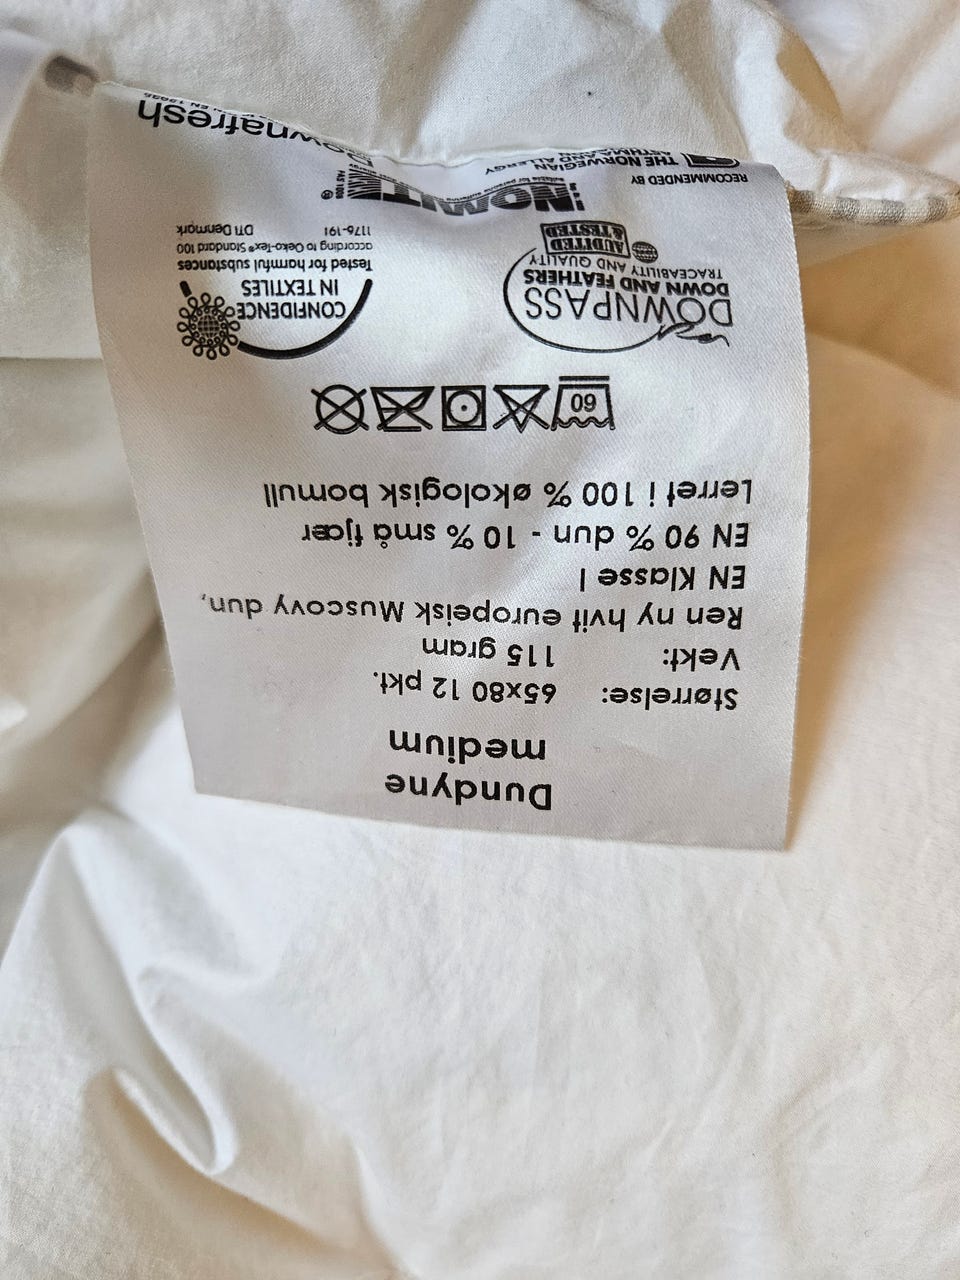 Dundyne
medium
Størrelse: 65x80 12 pkt.
Vekt: 115 gram
Ren ny hvit europeisk Muscovy dun,
EN Klasse I
EN 90 % dun - 10 % små fjær
Lerret i 100 % økologisk bomull
60
DOWNPASS
DOWN AND FEATHERS
TRACEABILITY AND QUALITY
AUDITED
& TESTED
CONFIDENCE
IN TEXTILES
Tested for harmful substances
according to Oeko-Tex® Standard 100
1176-191 DTI Denmark
NOMITE
RECOMMENDED BY
THE NORWEGIAN
ASTHMA AND ALLERGY
Downafresh